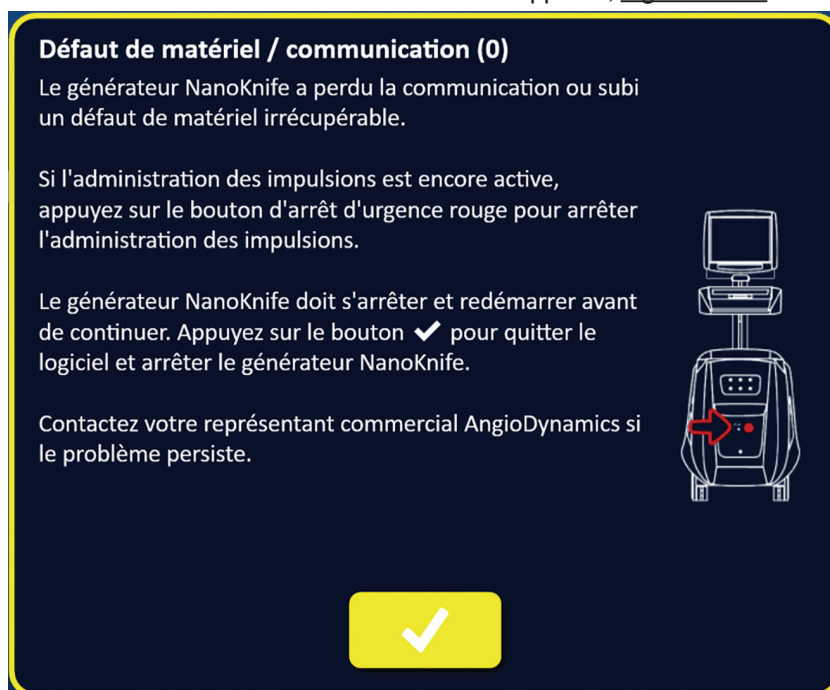 Défaut de matériel / communication (0)
Le générateur NanoKnife a perdu la communication ou subi
un défaut de matériel irrécupérable.
Si l'administration des impulsions est encore active,
appuyez sur le bouton d'arrêt d'urgence rouge pour arrêter
l'administration des impulsions.
Le générateur NanoKnife doit s'arrêter et redémarrer avant
de continuer. Appuyez sur le bouton ✔ pour quitter le
logiciel et arrêter le générateur NanoKnife.
Contactez votre représentant commercial AngioDynamics si
le problème persiste.